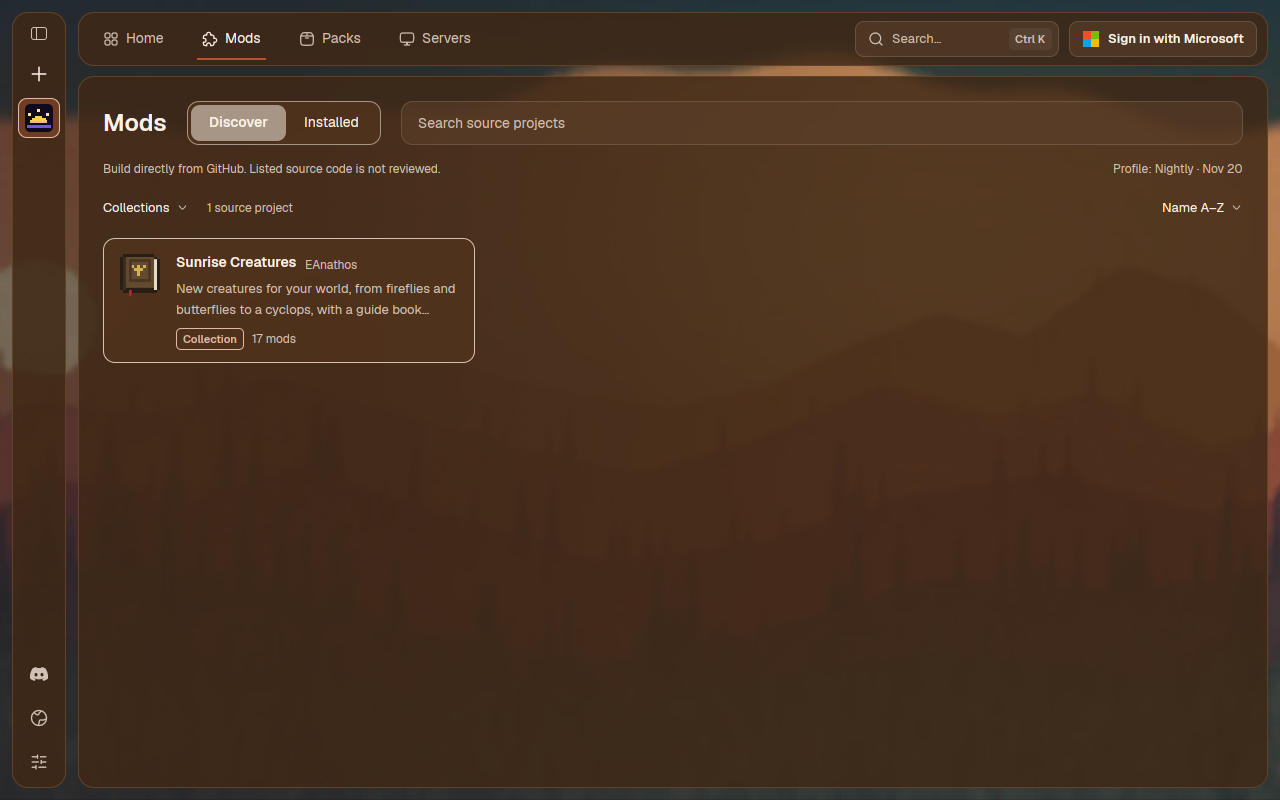 Home
Mods
Packs
Servers
Search...
Ctrl K
Sign in with Microsoft
Mods
Discover
Installed
Search source projects
Build directly from GitHub. Listed source code is not reviewed.
Profile: Nightly · Nov 20
Collections
1 source project
Name A–Z
Sunrise Creatures EAnathos
New creatures for your world, from fireflies and
butterflies to a cyclops, with a guide book…
Collection
17 mods